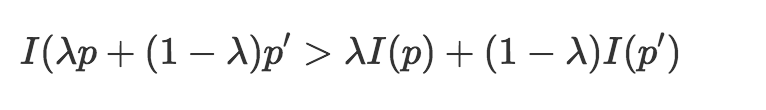 I(λp + (1 − λ)p′ > λI(p) + (1 − λ)I(p′)